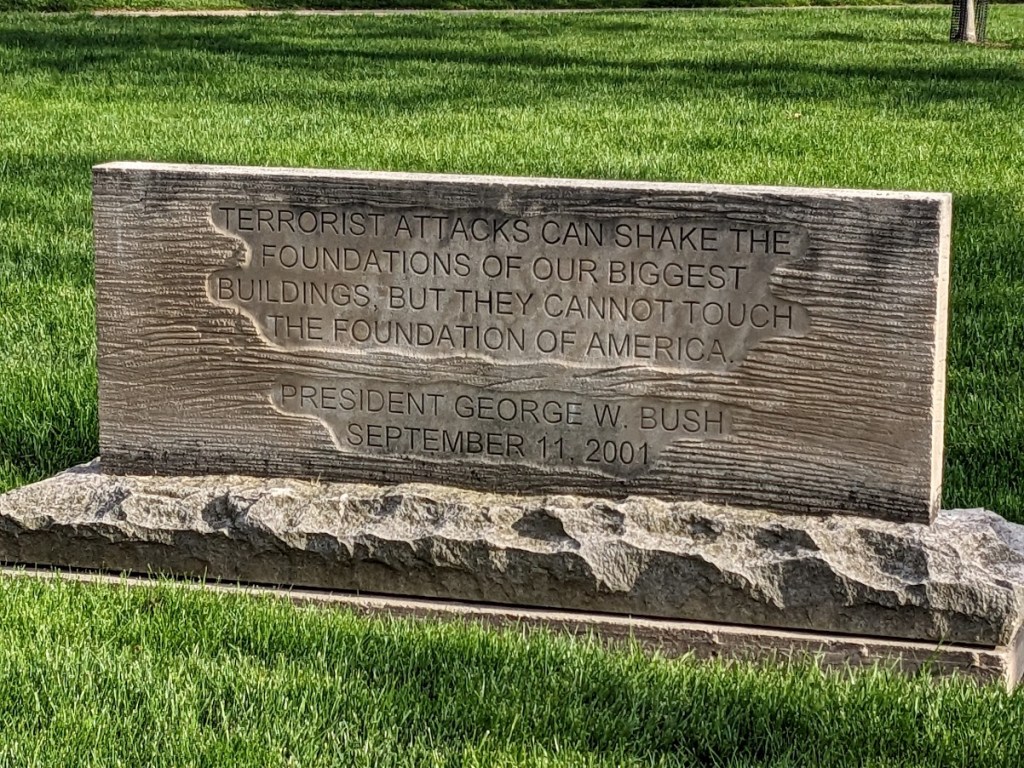 TERRORIST ATTACKS CAN SHAKE THE
FOUNDATIONS OF OUR BIGGEST
BUILDINGS, BUT THEY CANNOT TOUCH
THE FOUNDATION OF AMERICA.
PRESIDENT GEORGE W. BUSH
SEPTEMBER 11, 2001